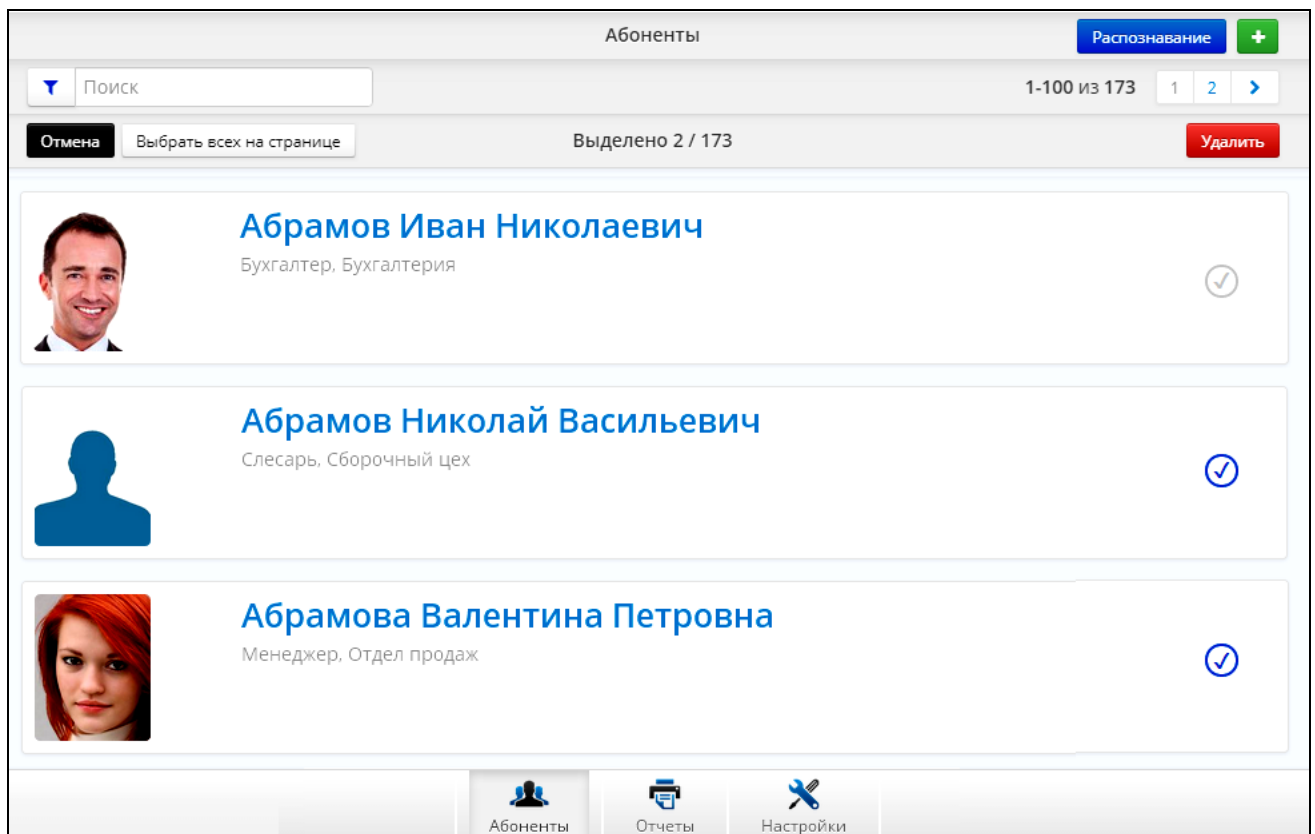 Абоненты
Распознавание
Поиск
1-100 из 173 1 2
Отмена
Выбрать всех на странице
Выделено 2 / 173
Удалить
Абрамов Иван Николаевич
Бухгалтер, Бухгалтерия
Абрамов Николай Васильевич
Слесарь, Сборочный цех
Абрамова Валентина Петровна
Менеджер, Отдел продаж
Абоненты
Отчеты
Настройки